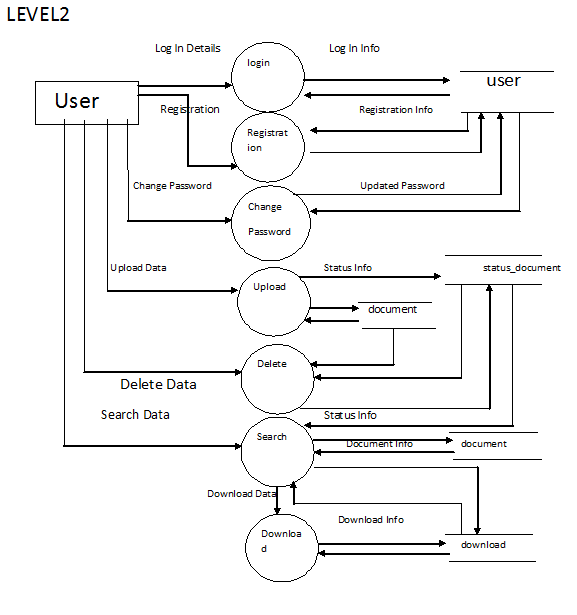 LEVEL2
Log In Details
Log In Info
login
user
User
Registration
Registration Info
Registrat
ion
Change Password
Updated Password
Change
Password
Upload Data
Status Info
status_document
Upload
document
Delete
Delete Data
Search Data
Status Info
Search
Document Info
document
Download Data
Download Info
Downloa
d
download